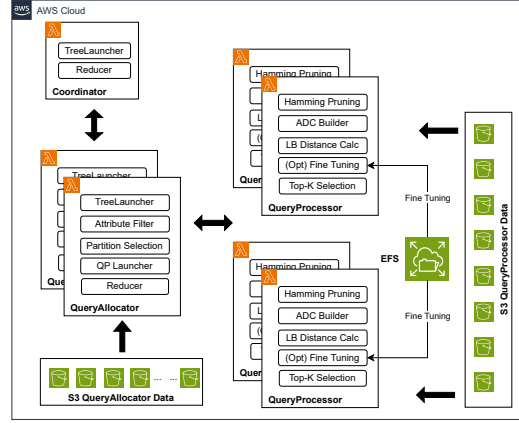 aws AWS Cloud
TreeLauncher
Reducer
Coordinator
TreeLauncher
TreeLauncher
Attribute Filter
Partition Selection
QP Launcher
Reducer
QueryAllocator
... ...
S3 QueryAllocator Data
Hamming Pruning
Hamming Pruning
ADC Builder
LB Distance Calc
(Opt) Fine Tuning
Top-K Selection
QueryProcessor
Fine Tuning
EFS
Fine Tuning
Hamming Pruning
Hamming Pruning
ADC Builder
LB Distance Calc
(Opt) Fine Tuning
Top-K Selection
QueryProcessor
S3 QueryProcessor Data